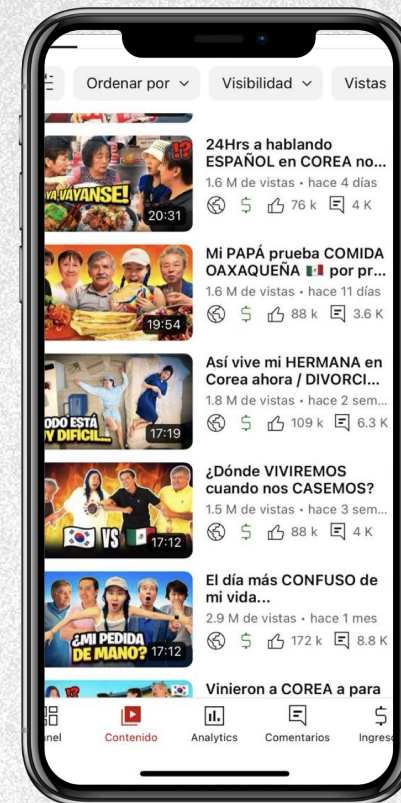 Ordenar por
Visibilidad
Vistas
24Hrs a hablando
ESPAÑOL en COREA no...
1.6 M de vistas • hace 4 días
76 k
4 K
YA, VAYANSE!
!?
20:31
Mi PAPÁ prueba COMIDA
OAXAQUEÑA 🇲🇽 por pr...
1.6 M de vistas • hace 11 días
88 k
3.6 K
19:54
Así vive mi HERMANA en
Corea ahora / DIVORCI...
1.8 M de vistas • hace 2 sem...
109 k
6.3 K
ODO ESTÁ
Y DIFICIL...
17:19
¿Dónde VIVIREMOS
cuando nos CASEMOS?
1.5 M de vistas • hace 3 sem...
88 k
4 K
VS
17:12
El día más CONFUSO de
mi vida...
2.9 M de vistas • hace 1 mes
172 k
8.8 K
¿MI PEDIDA
DE MANO?
17:12
Vinieron a COREA a para
nel
Contenido
Analytics
Comentarios
Ingres